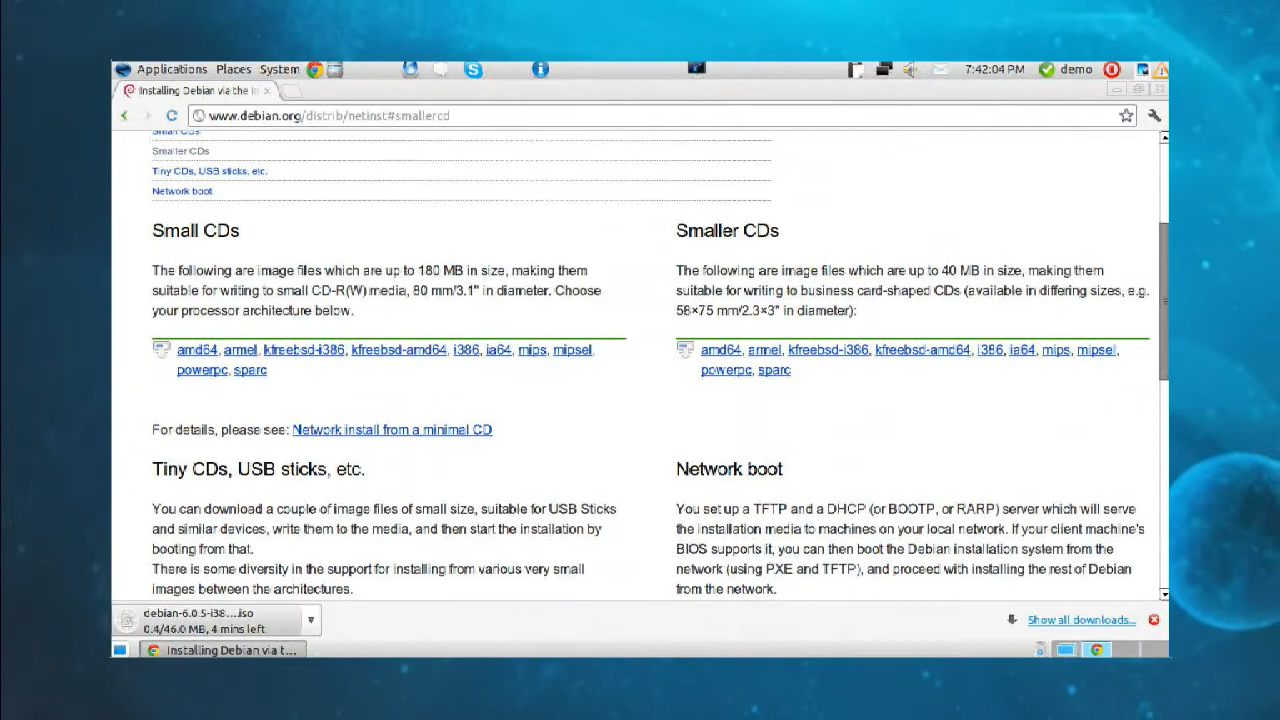 Applications Places System
7:42:04 PM demo
Installing Debian via the In
www.debian.org/distrib/netinst#smallercd
Small CDs
Smaller CDs
Tiny CDs, USB sticks, etc.
Network boot
Small CDs
The following are image files which are up to 180 MB in size, making them
suitable for writing to small CD-R(W) media, 80 mm/3.1" in diameter. Choose
your processor architecture below.
amd64, armel, kfreebsd-i386, kfreebsd-amd64, i386, ia64, mips, mipsel,
powerpc, sparc
For details, please see: Network install from a minimal CD
Smaller CDs
The following are image files which are up to 40 MB in size, making them
suitable for writing to business card-shaped CDs (available in differing sizes, e.g.
58×75 mm/2.3×3" in diameter):
amd64, armel, kfreebsd-i386, kfreebsd-amd64, i386, ia64, mips, mipsel,
powerpc, sparc
Tiny CDs, USB sticks, etc.
You can download a couple of image files of small size, suitable for USB Sticks
and similar devices, write them to the media, and then start the installation by
booting from that.
There is some diversity in the support for installing from various very small
images between the architectures.
Network boot
You set up a TFTP and a DHCP (or BOOTP, or RARP) server which will serve
the installation media to machines on your local network. If your client machine's
BIOS supports it, you can then boot the Debian installation system from the
network (using PXE and TFTP), and proceed with installing the rest of Debian
from the network.
debian-6.0.5-i38....iso
0.4/46.0 MB, 4 mins left
Show all downloads...
Installing Debian via t...